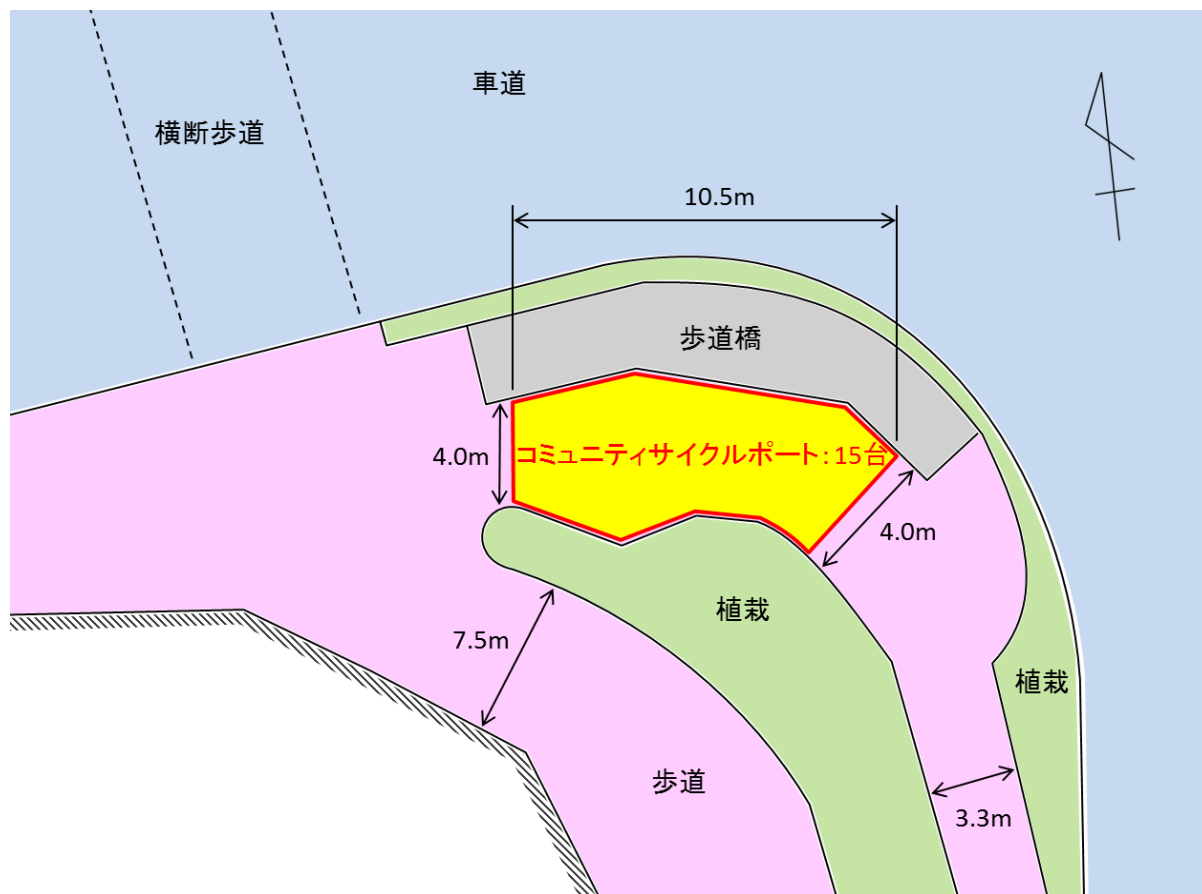 車道
横断歩道
10.5m
歩道橋
4.0m
コミュニティサイクルポート：15台
4.0m
植栽
7.5m
植栽
歩道
3.3m